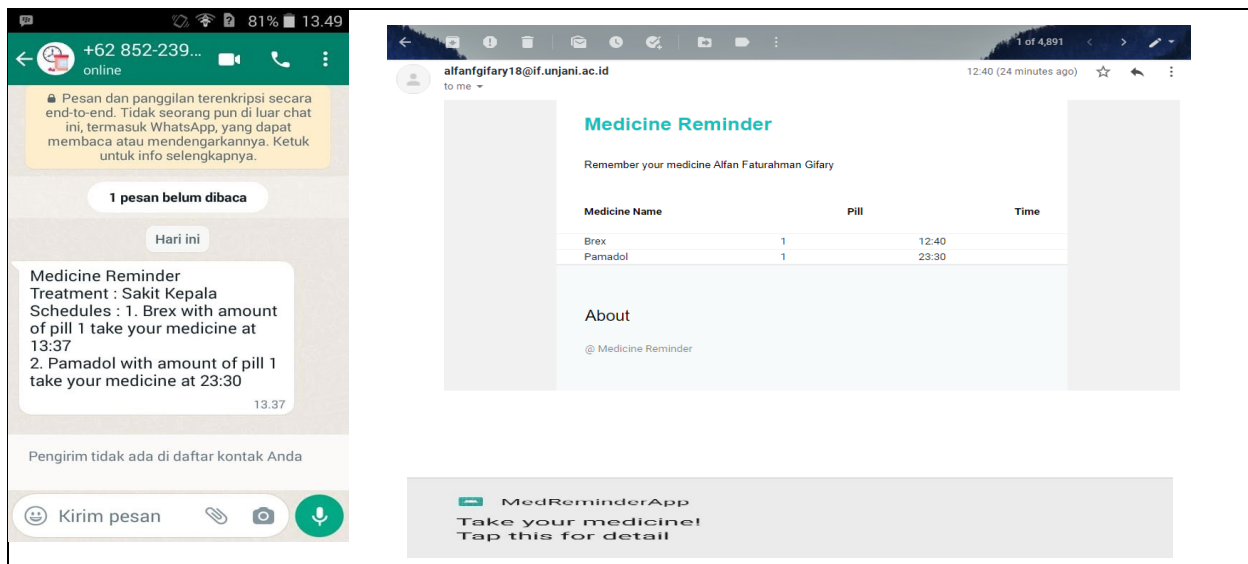 81% 13.49
+62 852-239...
online
Pesan dan panggilan terenkripsi secara
end-to-end. Tidak seorang pun di luar chat
ini, termasuk WhatsApp, yang dapat
membaca atau mendengarkannya. Ketuk
untuk info selengkapnya.
1 pesan belum dibaca
Hari ini
Medicine Reminder
Treatment : Sakit Kepala
Schedules : 1. Brex with amount
of pill 1 take your medicine at
13:37
2. Pamadol with amount of pill 1
take your medicine at 23:30
13.37
Pengirim tidak ada di daftar kontak Anda
Kirim pesan
1 of 4,891
alfanfgifary18@if.unjani.ac.id 12:40 (24 minutes ago)
to me
Medicine Reminder
Remember your medicine Alfan Faturahman Gifary
Medicine Name Pill Time
Brex 1 12:40
Pamadol 1 23:30
About
@ Medicine Reminder
MedReminderApp
Take your medicine!
Tap this for detail